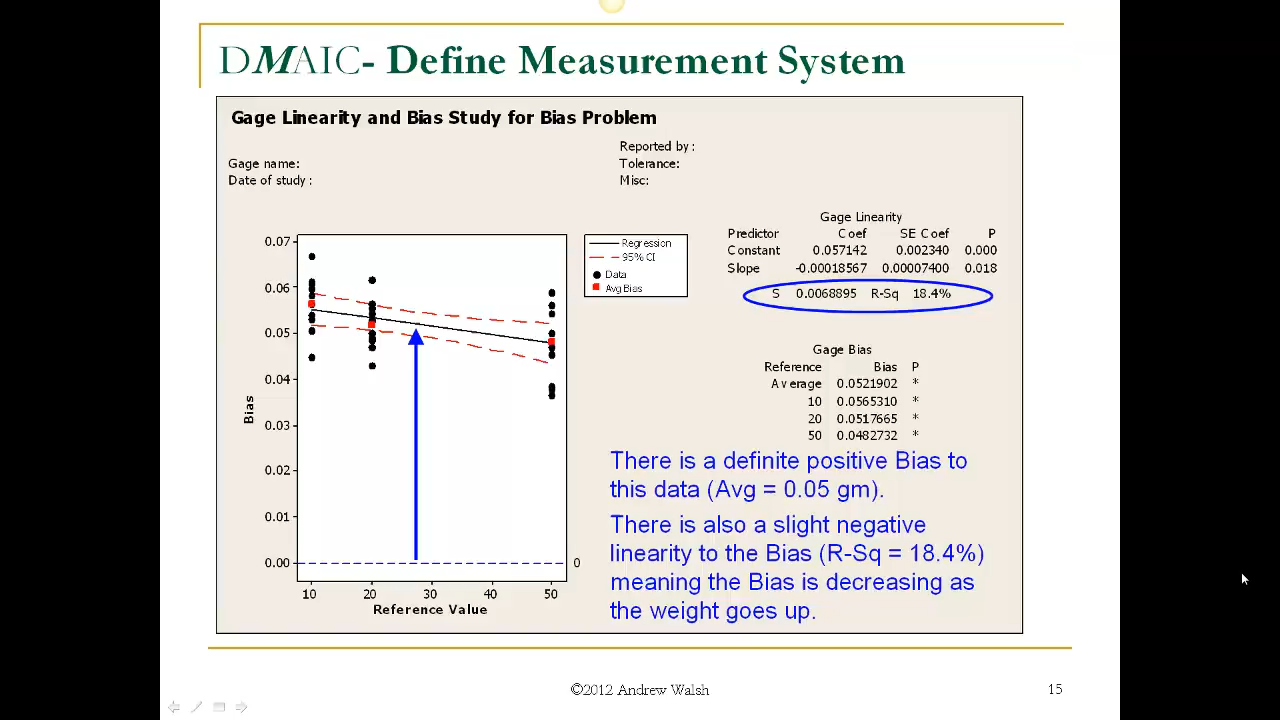 DMAIC- Define Measurement System
Gage Linearity and Bias Study for Bias Problem
Reported by :
Gage name:
Tolerance:
Date of study :
Misc:
0.07
0.06
0.05
0.04
0.03
0.02
0.01
0.00
Bias
0
10 20 30 40 50
Reference Value
Regression
95% CI
Data
Avg Bias
Gage Linearity
Predictor Coef SE Coef P
Constant 0.057142 0.002340 0.000
Slope -0.00018567 0.00007400 0.018
S 0.0068895 R-Sq 18.4%
Gage Bias
Reference Bias P
Average 0.0521902 *
10 0.0565310 *
20 0.0517665 *
50 0.0482732 *
There is a definite positive Bias to
this data (Avg = 0.05 gm).
There is also a slight negative
linearity to the Bias (R-Sq = 18.4%)
meaning the Bias is decreasing as
the weight goes up.
©2012 Andrew Walsh
15